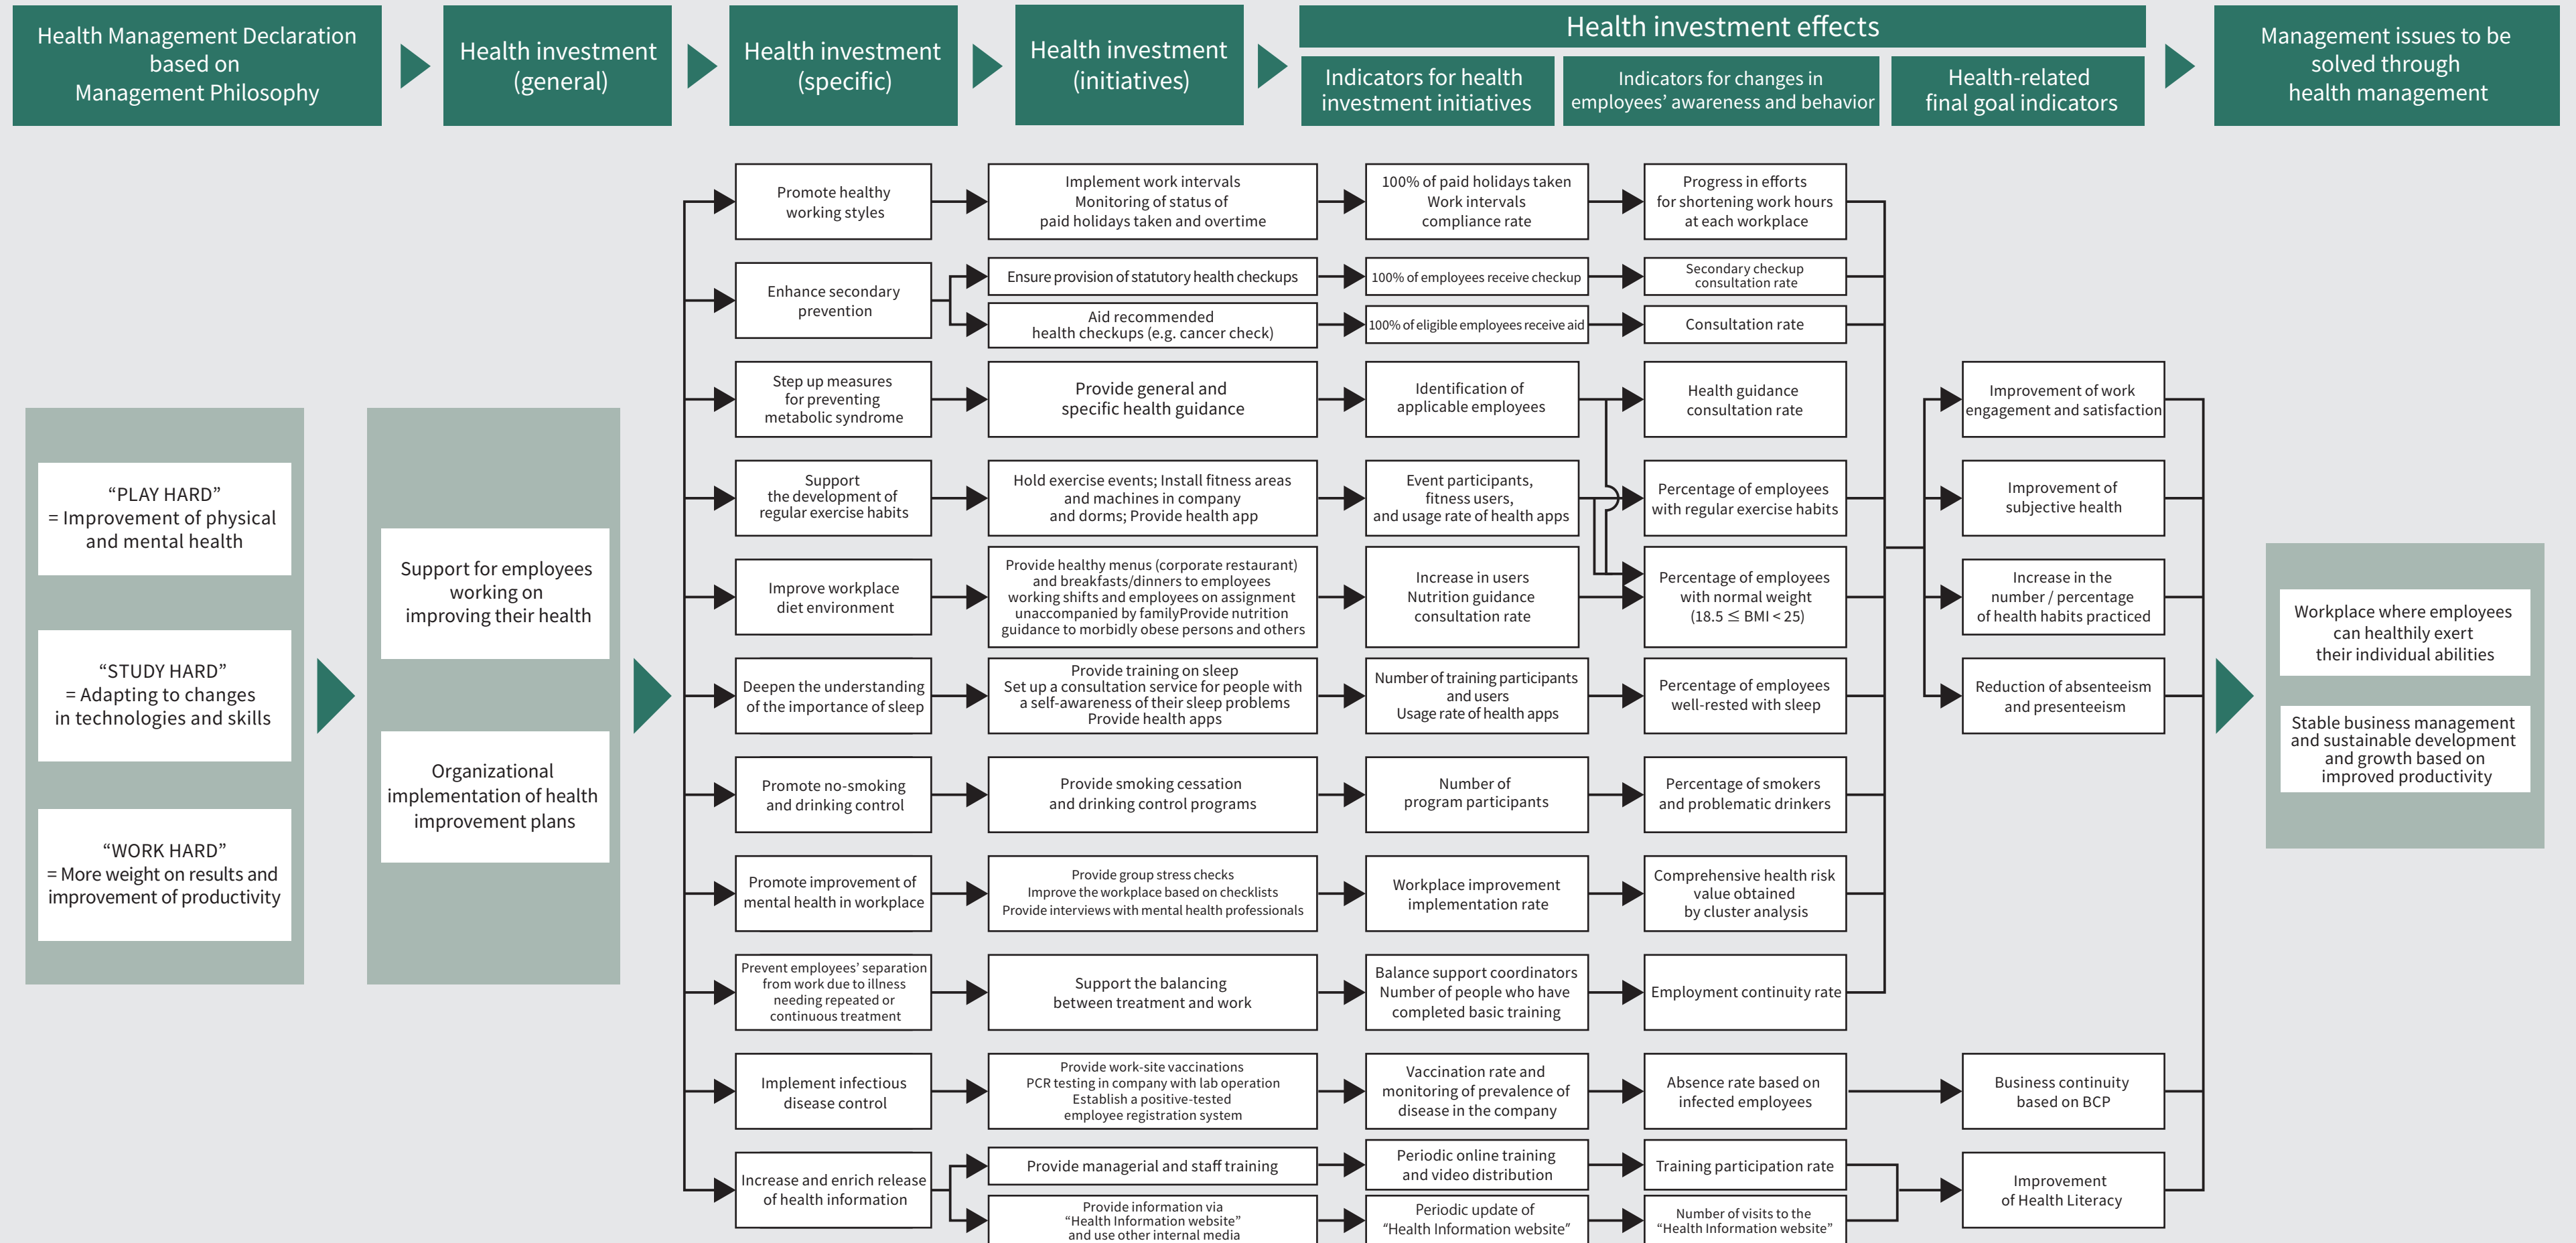 Health Management Declaration
based on
Management Philosophy
Health investment
(general)
Health investment
(specific)
Health investment
(initiatives)
Health investment effects
Indicators for health
investment initiatives
Indicators for changes in
employees’ awareness and behavior
Health-related
final goal indicators
Management issues to be
solved through
health management
“PLAY HARD”
= Improvement of physical
and mental health
“STUDY HARD”
= Adapting to changes
in technologies and skills
“WORK HARD”
= More weight on results and
improvement of productivity
Support for employees
working on
improving their health
Organizational
implementation of health
improvement plans
Promote healthy
working styles
Implement work intervals
Monitoring of status of
paid holidays taken and overtime
100% of paid holidays taken
Work intervals
compliance rate
Progress in efforts
for shortening work hours
at each workplace
Enhance secondary
prevention
Ensure provision of statutory health checkups
100% of employees receive checkup
Secondary checkup
consultation rate
Aid recommended
health checkups (e.g. cancer check)
100% of eligible employees receive aid
Consultation rate
Step up measures
for preventing
metabolic syndrome
Provide general and
specific health guidance
Identification of
applicable employees
Health guidance
consultation rate
Support
the development of
regular exercise habits
Hold exercise events; Install fitness areas
and machines in company
and dorms; Provide health app
Event participants,
fitness users,
and usage rate of health apps
Percentage of employees
with regular exercise habits
Improve workplace
diet environment
Provide healthy menus (corporate restaurant)
and breakfasts/dinners to employees
working shifts and employees on assignment
unaccompanied by familyProvide nutrition
guidance to morbidly obese persons and others
Increase in users
Nutrition guidance
consultation rate
Percentage of employees
with normal weight
(18.5 ≦ BMI < 25)
Deepen the understanding
of the importance of sleep
Provide training on sleep
Set up a consultation service for people with
a self-awareness of their sleep problems
Provide health apps
Number of training participants
and users
Usage rate of health apps
Percentage of employees
well-rested with sleep
Promote no-smoking
and drinking control
Provide smoking cessation
and drinking control programs
Number of
program participants
Percentage of smokers
and problematic drinkers
Promote improvement of
mental health in workplace
Provide group stress checks
Improve the workplace based on checklists
Provide interviews with mental health professionals
Workplace improvement
implementation rate
Comprehensive health risk
value obtained
by cluster analysis
Prevent employees’ separation
from work due to illness
needing repeated or
continuous treatment
Support the balancing
between treatment and work
Balance support coordinators
Number of people who have
completed basic training
Employment continuity rate
Implement infectious
disease control
Provide work-site vaccinations
PCR testing in company with lab operation
Establish a positive-tested
employee registration system
Vaccination rate and
monitoring of prevalence of
disease in the company
Absence rate based on
infected employees
Increase and enrich release
of health information
Provide managerial and staff training
Periodic online training
and video distribution
Training participation rate
Provide information via
“Health Information website”
and use other internal media
Periodic update of
“Health Information website”
Number of visits to the
“Health Information website”
Improvement of work
engagement and satisfaction
Improvement of
subjective health
Increase in the
number / percentage
of health habits practiced
Reduction of absenteeism
and presenteeism
Business continuity
based on BCP
Improvement
of Health Literacy
Workplace where employees
can healthily exert
their individual abilities
Stable business management
and sustainable development
and growth based on
improved productivity